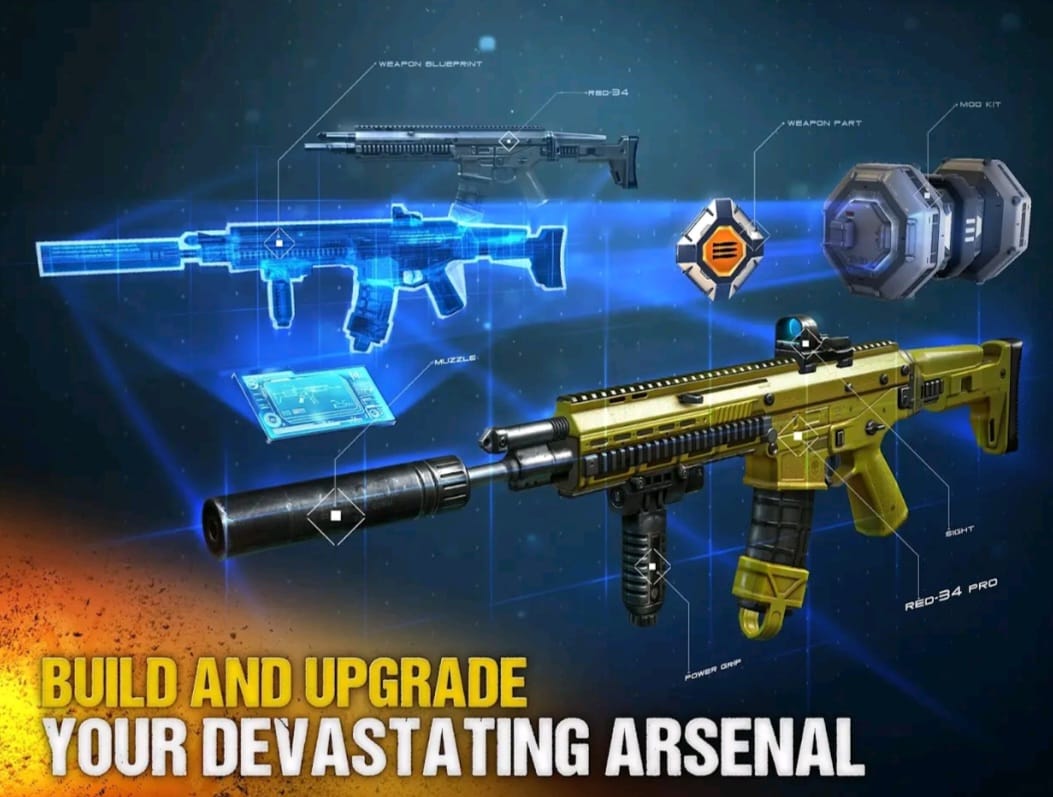 WEAPON BLUEPRINT
RED-34
MOD KIT
WEAPON PART
MUZZLE
SIGHT
RED-34 PRO
POWER GRIP
BUILD AND UPGRADE
YOUR DEVASTATING ARSENAL